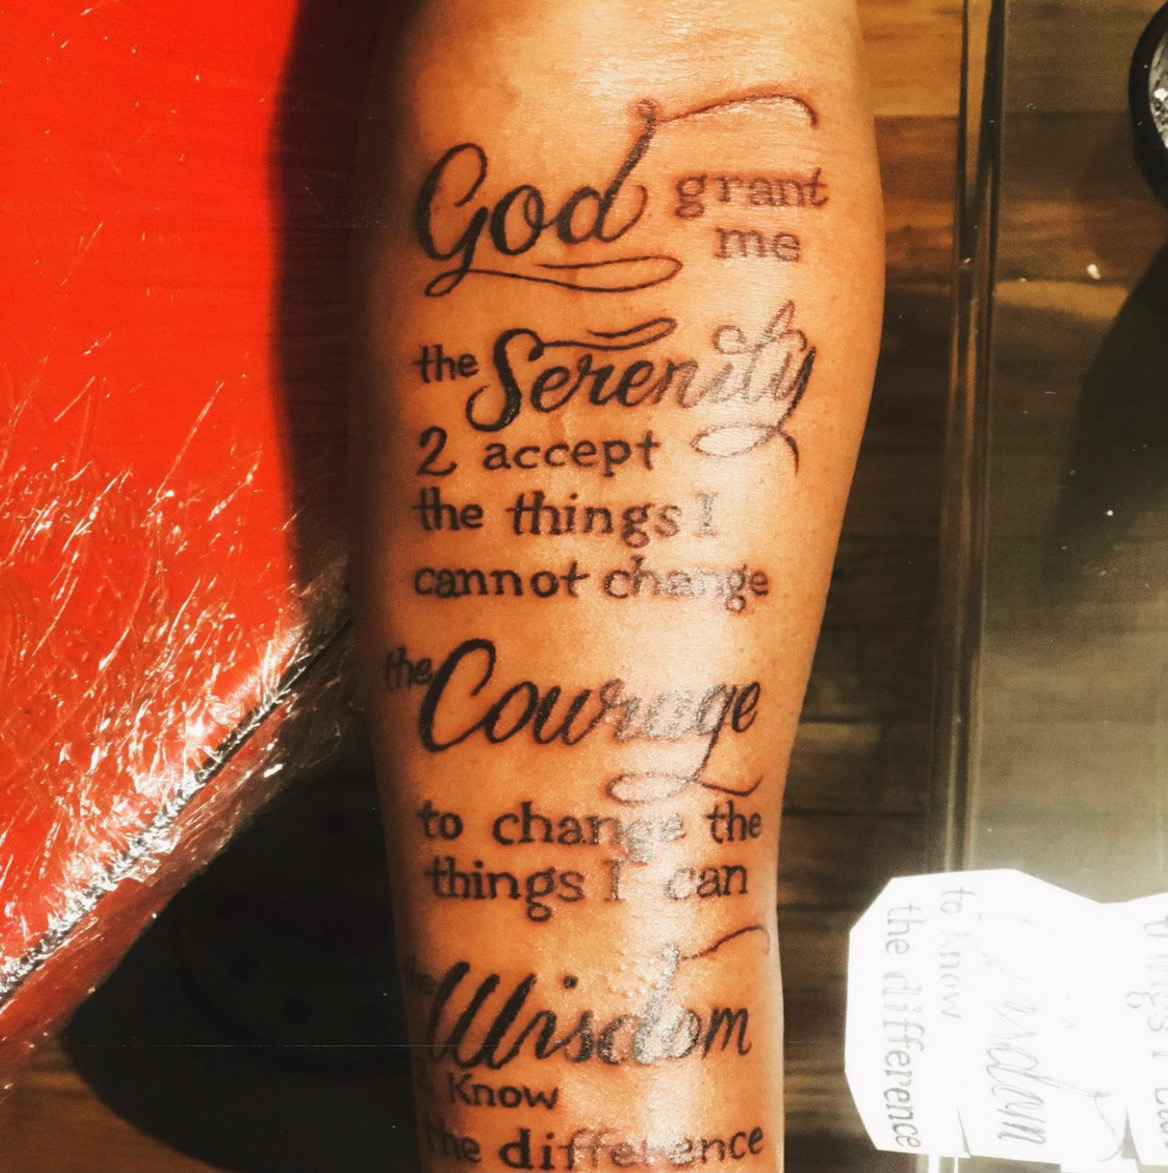 God grant
me
the Serenity
2 accept
the things I
cannot change
the Courage
to change the
things I can
the Wisdom
2 Know
the difference
to know
the difference
Wisdom
things I can